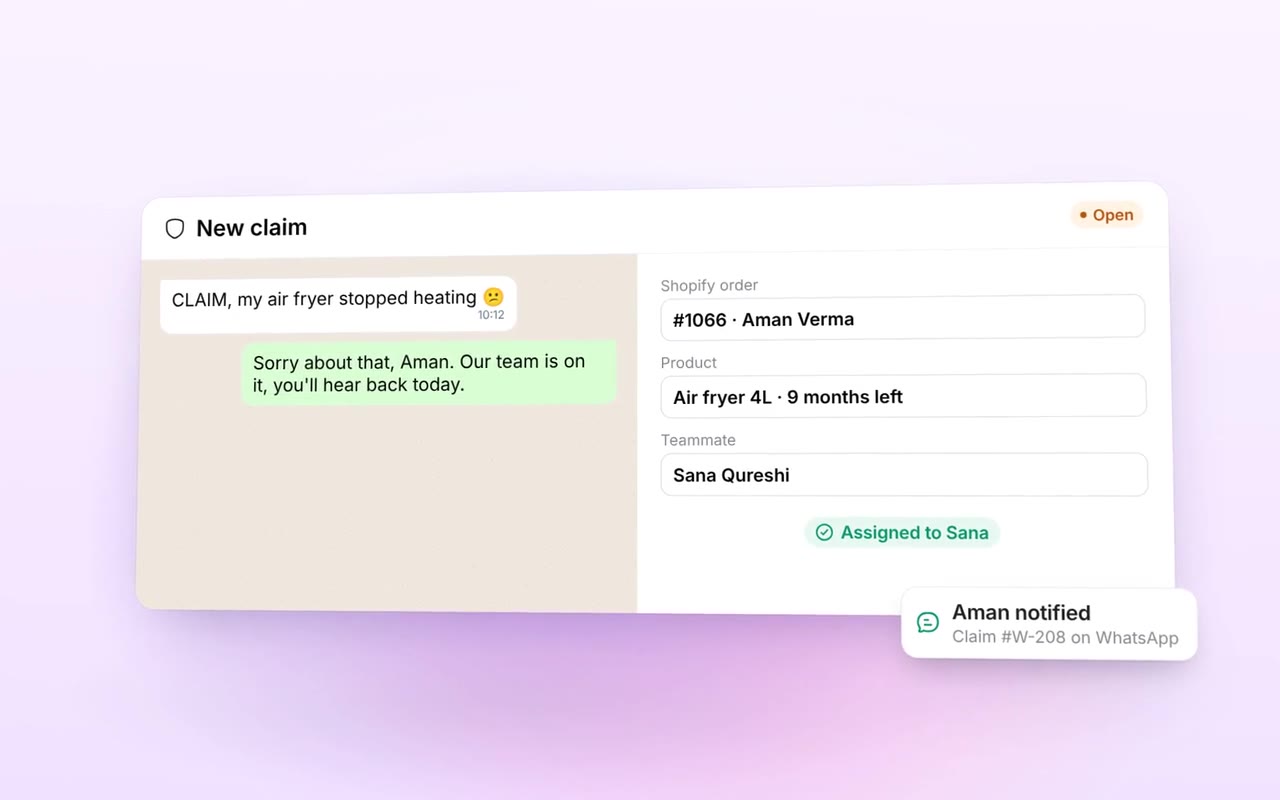 New claim
Open
CLAIM, my air fryer stopped heating 😕
10:12
Sorry about that, Aman. Our team is on
it, you'll hear back today.
Shopify order
#1066 · Aman Verma
Product
Air fryer 4L · 9 months left
Teammate
Sana Qureshi
Assigned to Sana
Aman notified
Claim #W-208 on WhatsApp